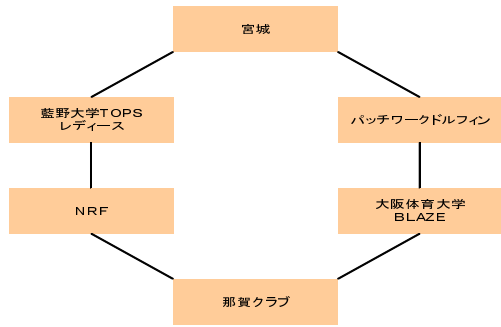 宮城
藍野大学TOPS
レディース
パッチワークドルフィン
NRF
大阪体育大学
BLAZE
那賀クラブ